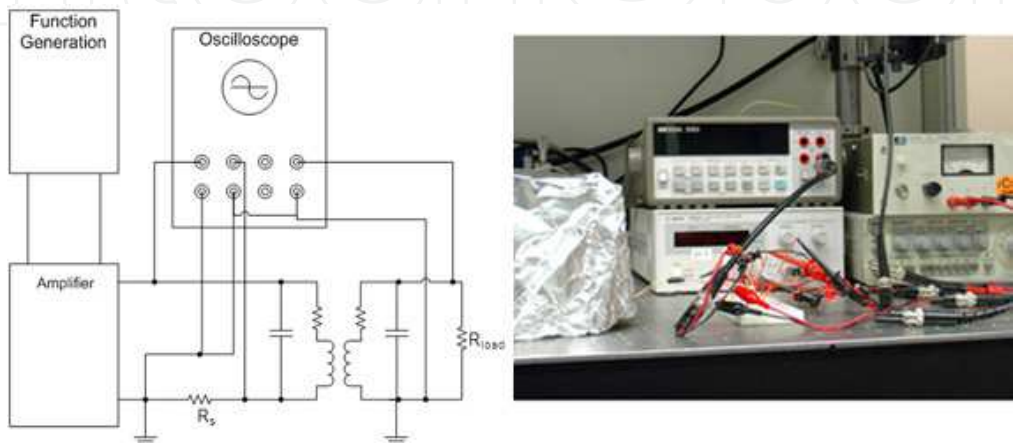 Function
Generation
Oscilloscope
Amplifier
Rs
Rload